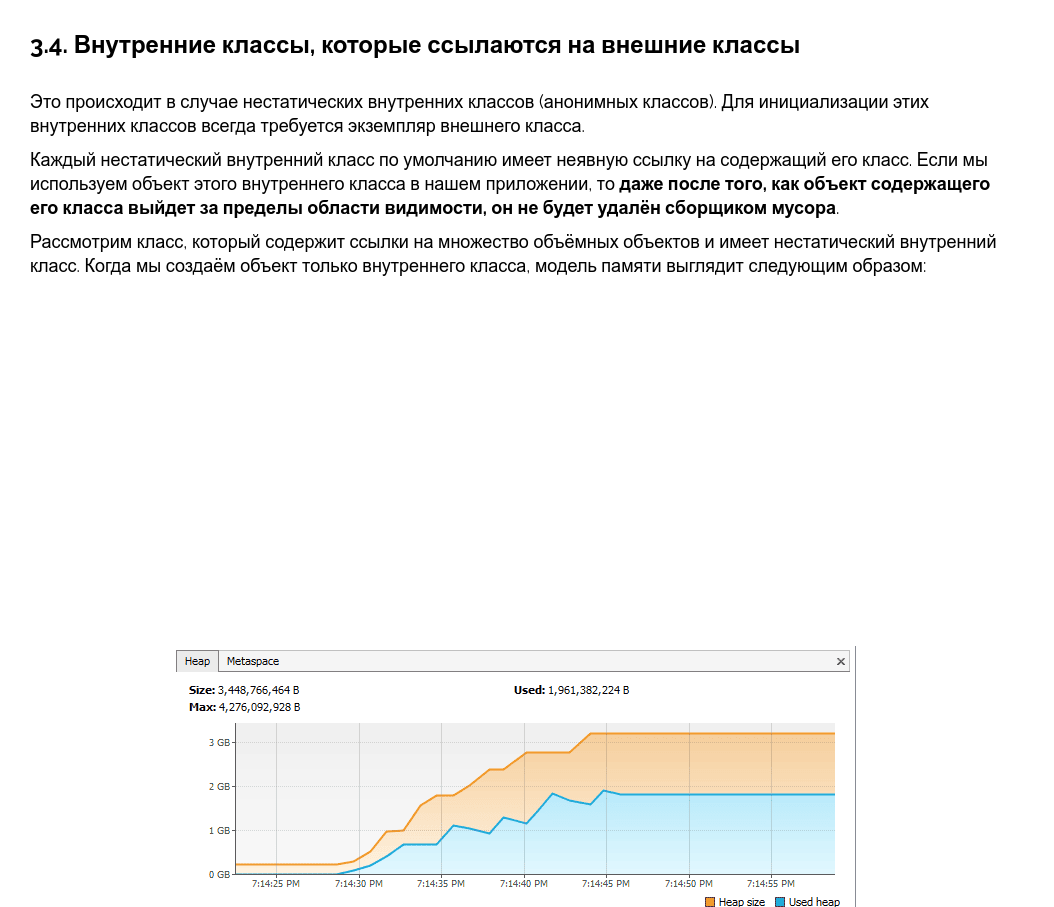 3.4. Внутренние классы, которые ссылаются на внешние классы
Это происходит в случае нестатических внутренних классов (анонимных классов). Для инициализации этих
внутренних классов всегда требуется экземпляр внешнего класса.
Каждый нестатический внутренний класс по умолчанию имеет неявную ссылку на содержащий его класс. Если мы
используем объект этого внутреннего класса в нашем приложении, то даже после того, как объект содержащего
его класса выйдет за пределы области видимости, он не будет удалён сборщиком мусора.
Рассмотрим класс, который содержит ссылки на множество объёмных объектов и имеет нестатический внутренний
класс. Когда мы создаём объект только внутреннего класса, модель памяти выглядит следующим образом:
Heap Metaspace ×
Size: 3,448,766,464 B Used: 1,961,382,224 B
Max: 4,276,092,928 B
3 GB
2 GB
1 GB
0 GB
7:14:25 PM 7:14:30 PM 7:14:35 PM 7:14:40 PM 7:14:45 PM 7:14:50 PM 7:14:55 PM
Heap size Used heap